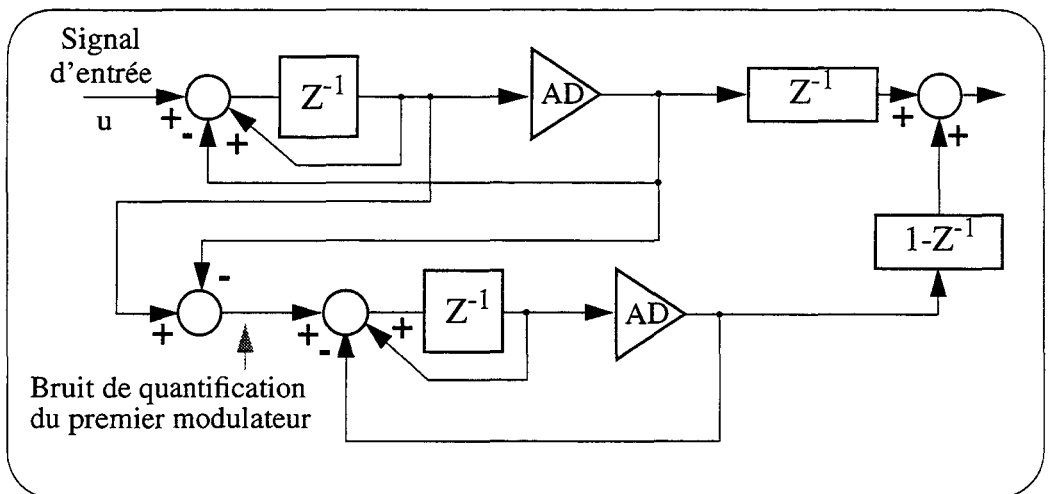 Signal
d'entrée
u
+
-
+
Z⁻¹
AD
Z⁻¹
+
+
1-Z⁻¹
-
+
+
-
+
Z⁻¹
AD
Bruit de quantification
du premier modulateur